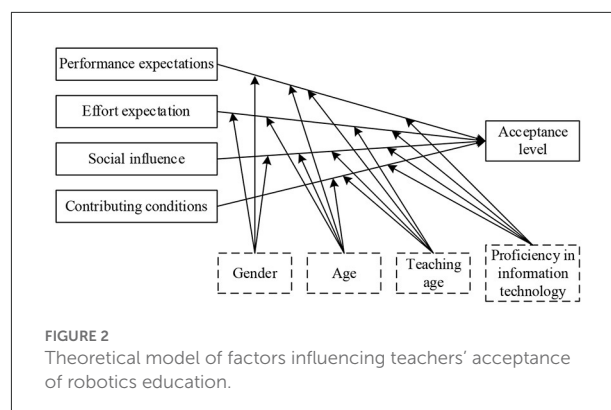 Performance expectations
Effort expectation
Social influence
Contributing conditions
Acceptance
level
Gender
Age
Teaching
age
Proficiency in
information
technology
FIGURE 2
Theoretical model of factors influencing teachers’ acceptance
of robotics education.